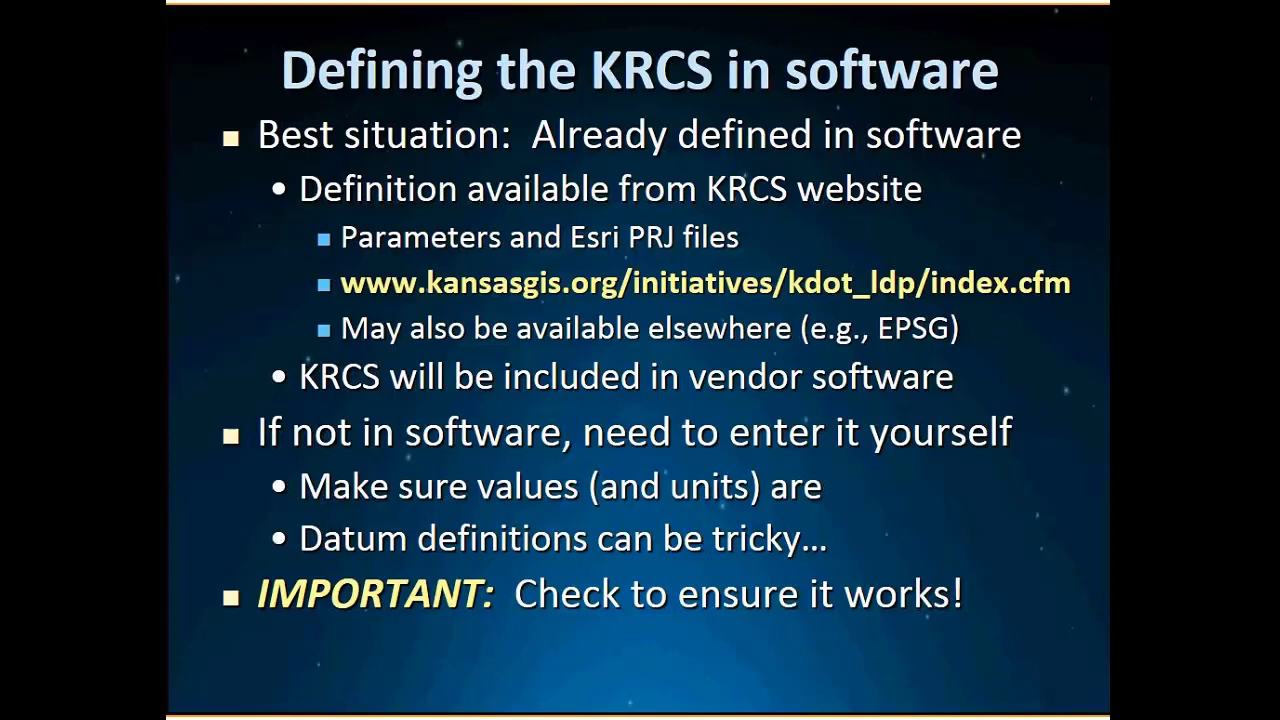 Defining the KRCS in software
Best situation: Already defined in software
• Definition available from KRCS website
Parameters and Esri PRJ files
www.kansasgis.org/initiatives/kdot_ldp/index.cfm
May also be available elsewhere (e.g., EPSG)
• KRCS will be included in vendor software
If not in software, need to enter it yourself
• Make sure values (and units) are
• Datum definitions can be tricky…
IMPORTANT: Check to ensure it works!